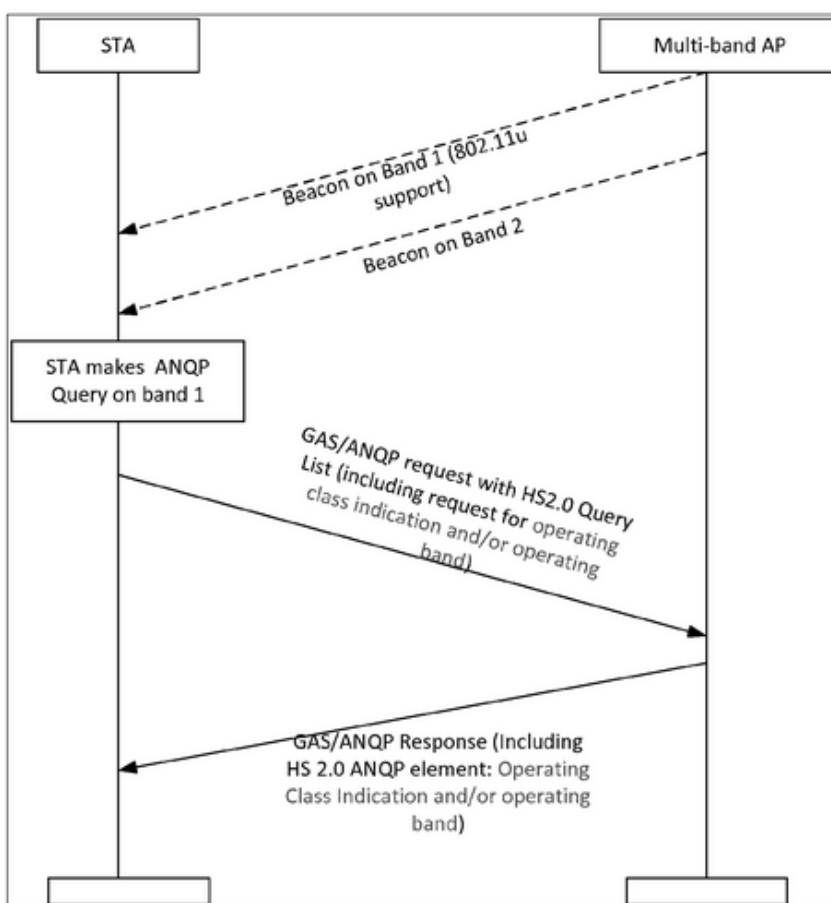 STA
Multi-band AP
Beacon on Band 1 (802.11u
support)
Beacon on Band 2
STA makes ANQP
Query on band 1
GAS/ANQP request with HS2.0 Query
List (including request for operating
class indication and/or operating
band)
GAS/ANQP Response (Including
HS 2.0 ANQP element: Operating
Class Indication and/or operating
band)